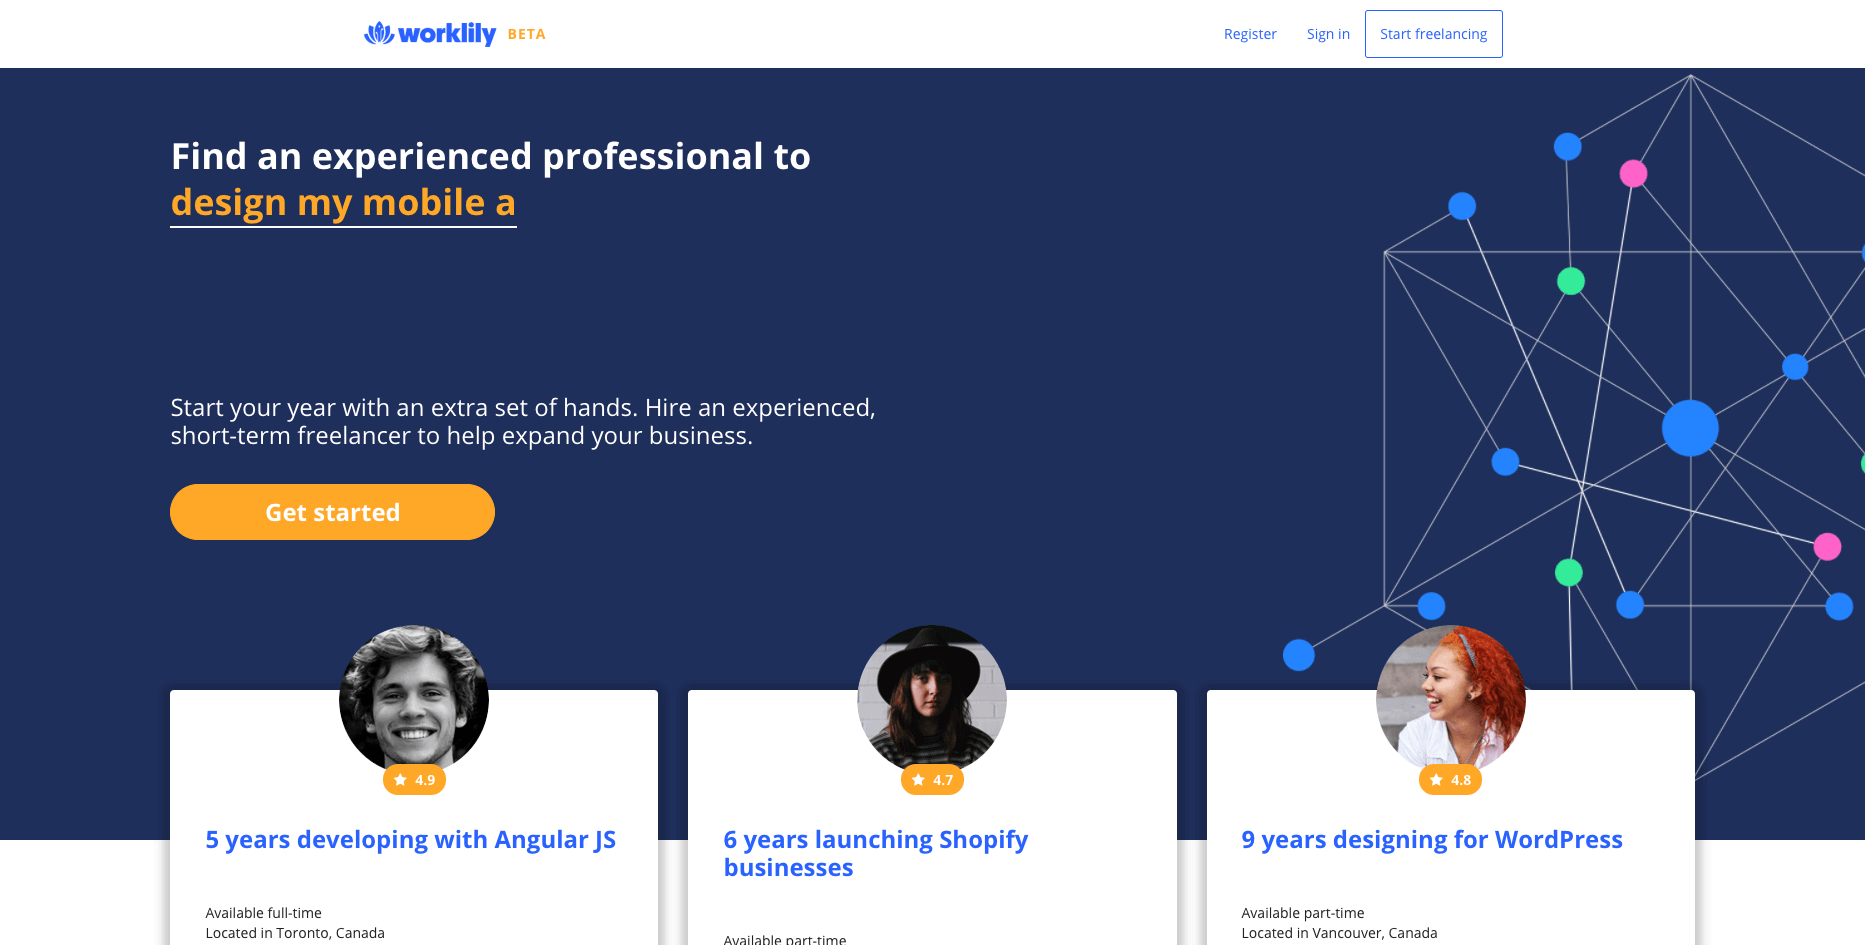 worklily BETA
Register
Sign in
Start freelancing
Find an experienced professional to
design my mobile a
Start your year with an extra set of hands. Hire an experienced,
short-term freelancer to help expand your business.
Get started
4.9
5 years developing with Angular JS
Available full-time
Located in Toronto, Canada
4.7
6 years launching Shopify
businesses
Available part-time
4.8
9 years designing for WordPress
Available part-time
Located in Vancouver, Canada